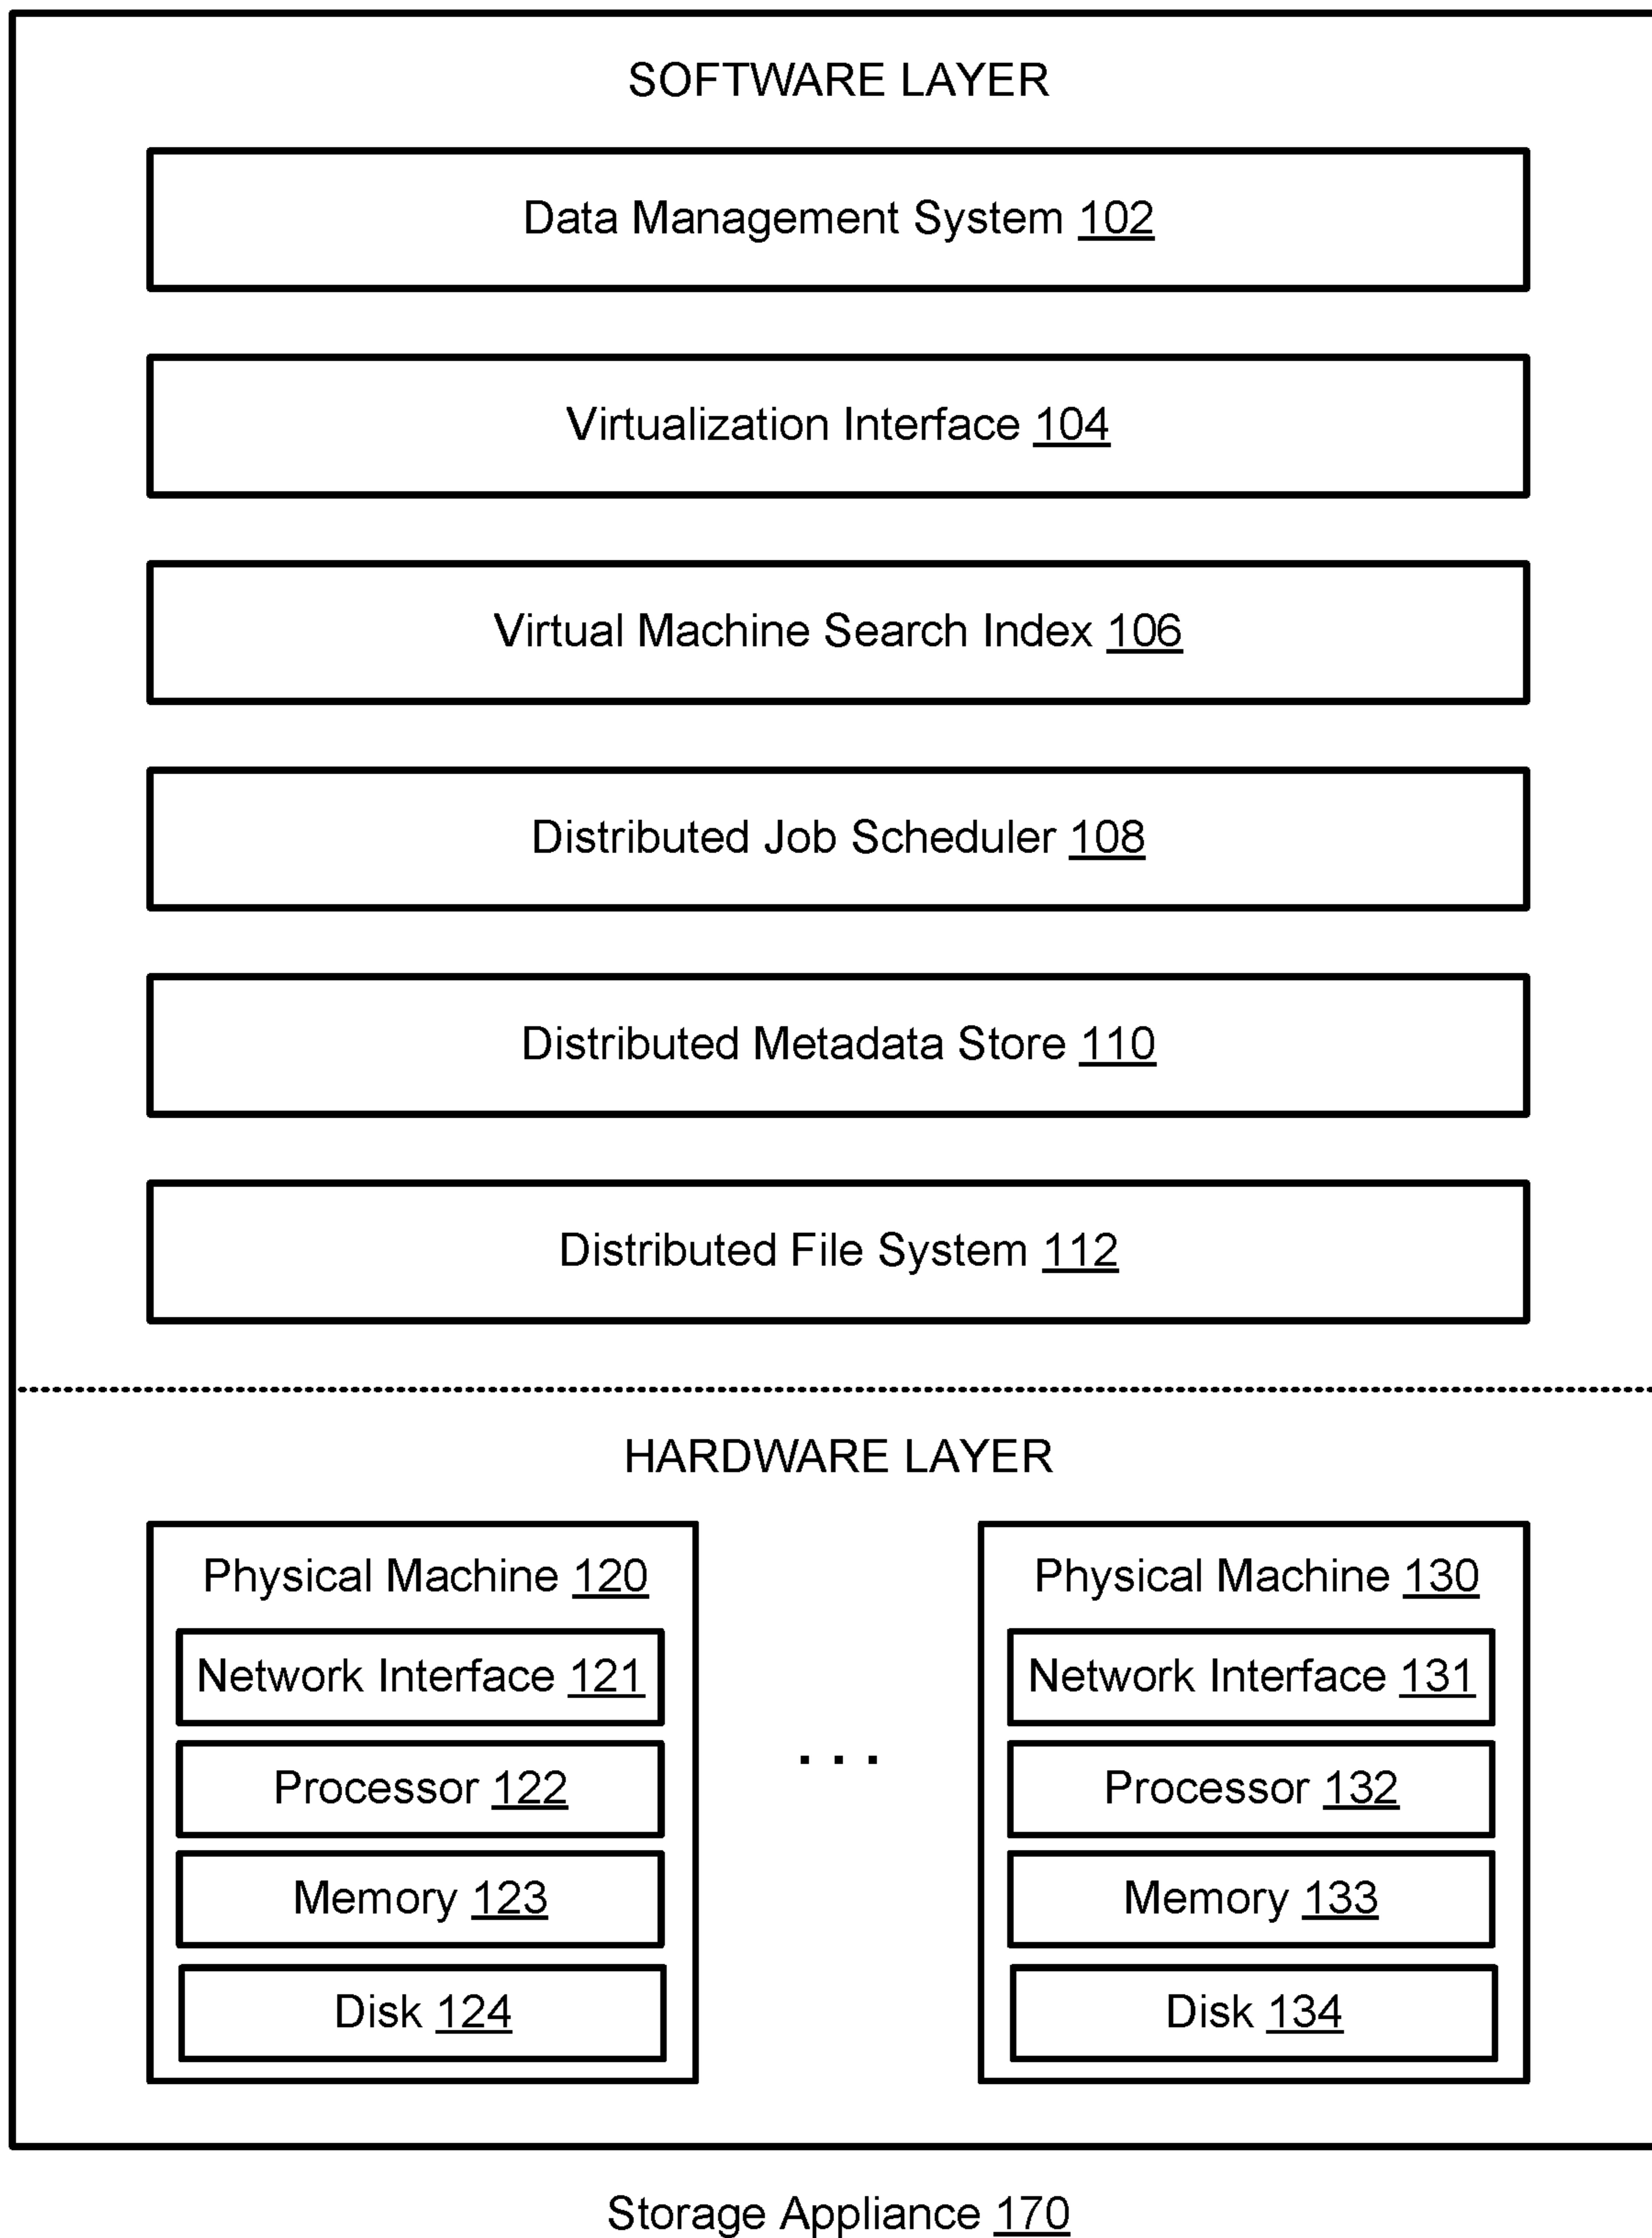 SOFTWARE LAYER
Data Management System 102
Virtualization Interface 104
Virtual Machine Search Index 106
Distributed Job Scheduler 108
Distributed Metadata Store 110
Distributed File System 112
HARDWARE LAYER
Physical Machine 120
Network Interface 121
Processor 122
Memory 123
Disk 124
. . .
Physical Machine 130
Network Interface 131
Processor 132
Memory 133
Disk 134
Storage Appliance 170